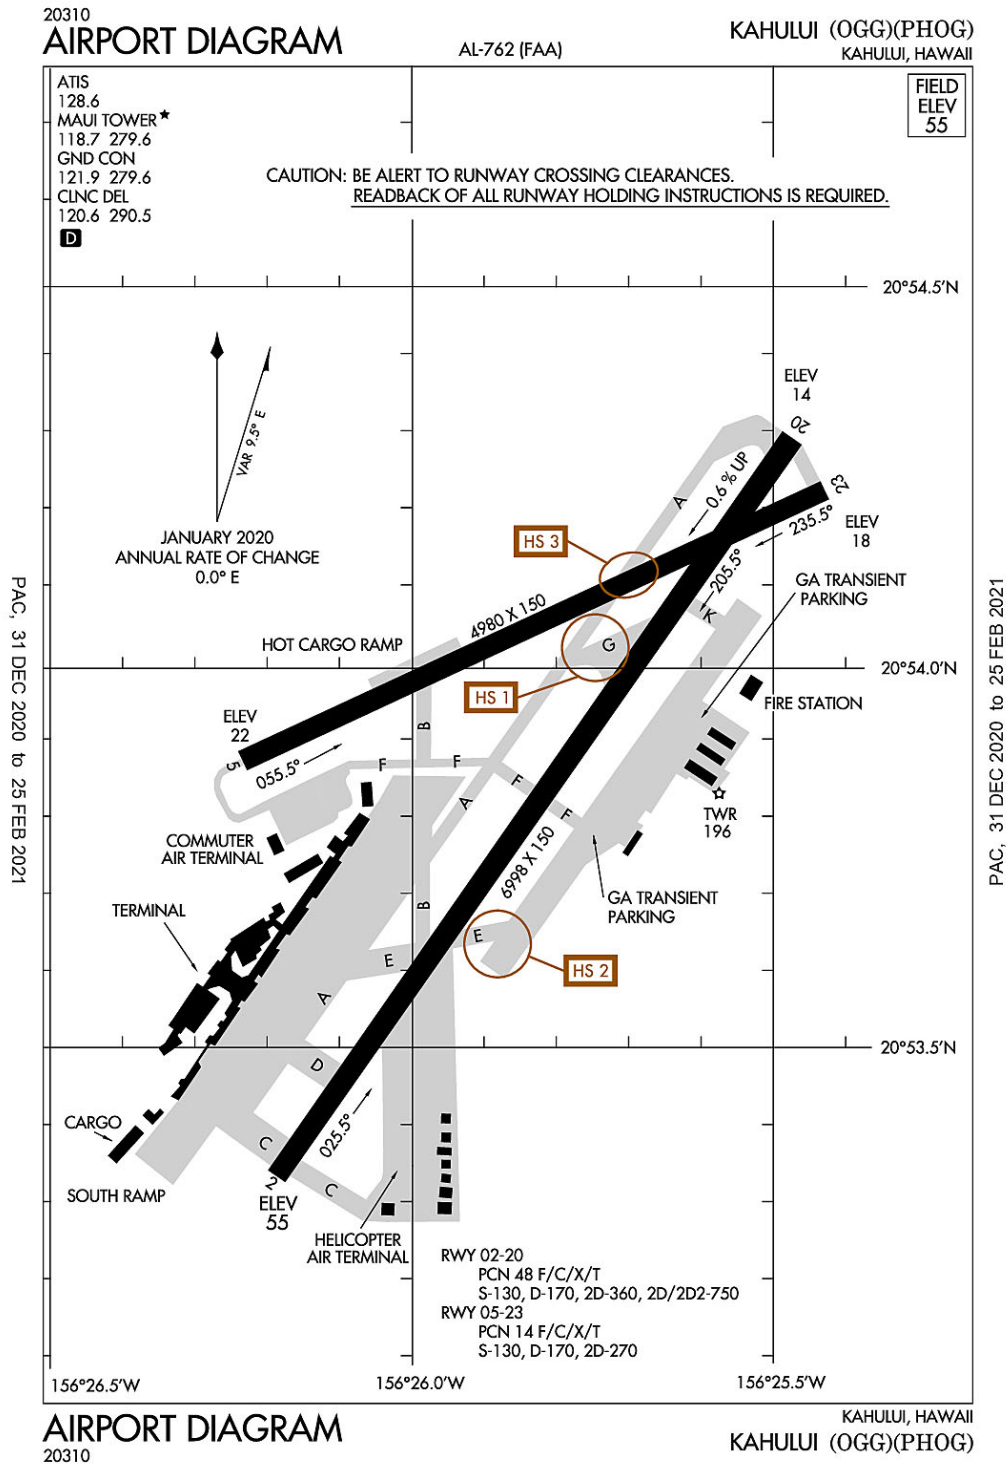 20310
AIRPORT DIAGRAM
AL-762 (FAA)
KAHULUI (OGG)(PHOG)
KAHULUI, HAWAII
ATIS
128.6
MAUI TOWER ★
118.7 279.6
GND CON
121.9 279.6
CLNC DEL
120.6 290.5
D
FIELD
ELEV
55
CAUTION: BE ALERT TO RUNWAY CROSSING CLEARANCES.
READBACK OF ALL RUNWAY HOLDING INSTRUCTIONS IS REQUIRED.
20°54.5'N
VAR 9.5° E
JANUARY 2020
ANNUAL RATE OF CHANGE
0.0° E
ELEV
14
20
A
0.6% UP
23
235.5°
ELEV
18
HS 3
205.5°
GA TRANSIENT
PARKING
4980 X 150
K
HOT CARGO RAMP
G
20°54.0'N
HS 1
FIRE STATION
ELEV
22
B
5
055.5°
F
F
F
F
A
TWR
196
COMMUTER
AIR TERMINAL
6998 X 150
GA TRANSIENT
PARKING
TERMINAL
B
E
E
HS 2
A
20°53.5'N
D
CARGO
C
025.5°
C
2
ELEV
55
SOUTH RAMP
HELICOPTER
AIR TERMINAL
RWY 02-20
PCN 48 F/C/X/T
S-130, D-170, 2D-360, 2D/2D2-750
RWY 05-23
PCN 14 F/C/X/T
S-130, D-170, 2D-270
156°26.5'W
156°26.0'W
156°25.5'W
PAC, 31 DEC 2020 to 25 FEB 2021
PAC, 31 DEC 2020 to 25 FEB 2021
AIRPORT DIAGRAM
20310
KAHULUI, HAWAII
KAHULUI (OGG)(PHOG)